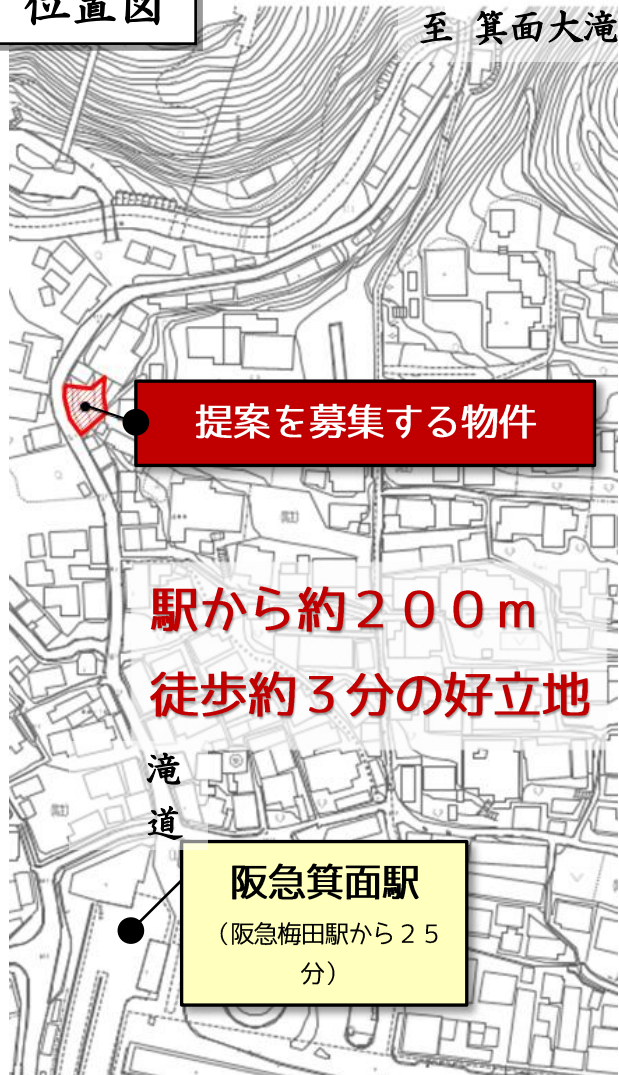 位置図
至 箕面大滝
提案を募集する物件
駅から約２００ｍ
徒歩約３分の好立地
滝道
阪急箕面駅
（阪急梅田駅から２５
分）